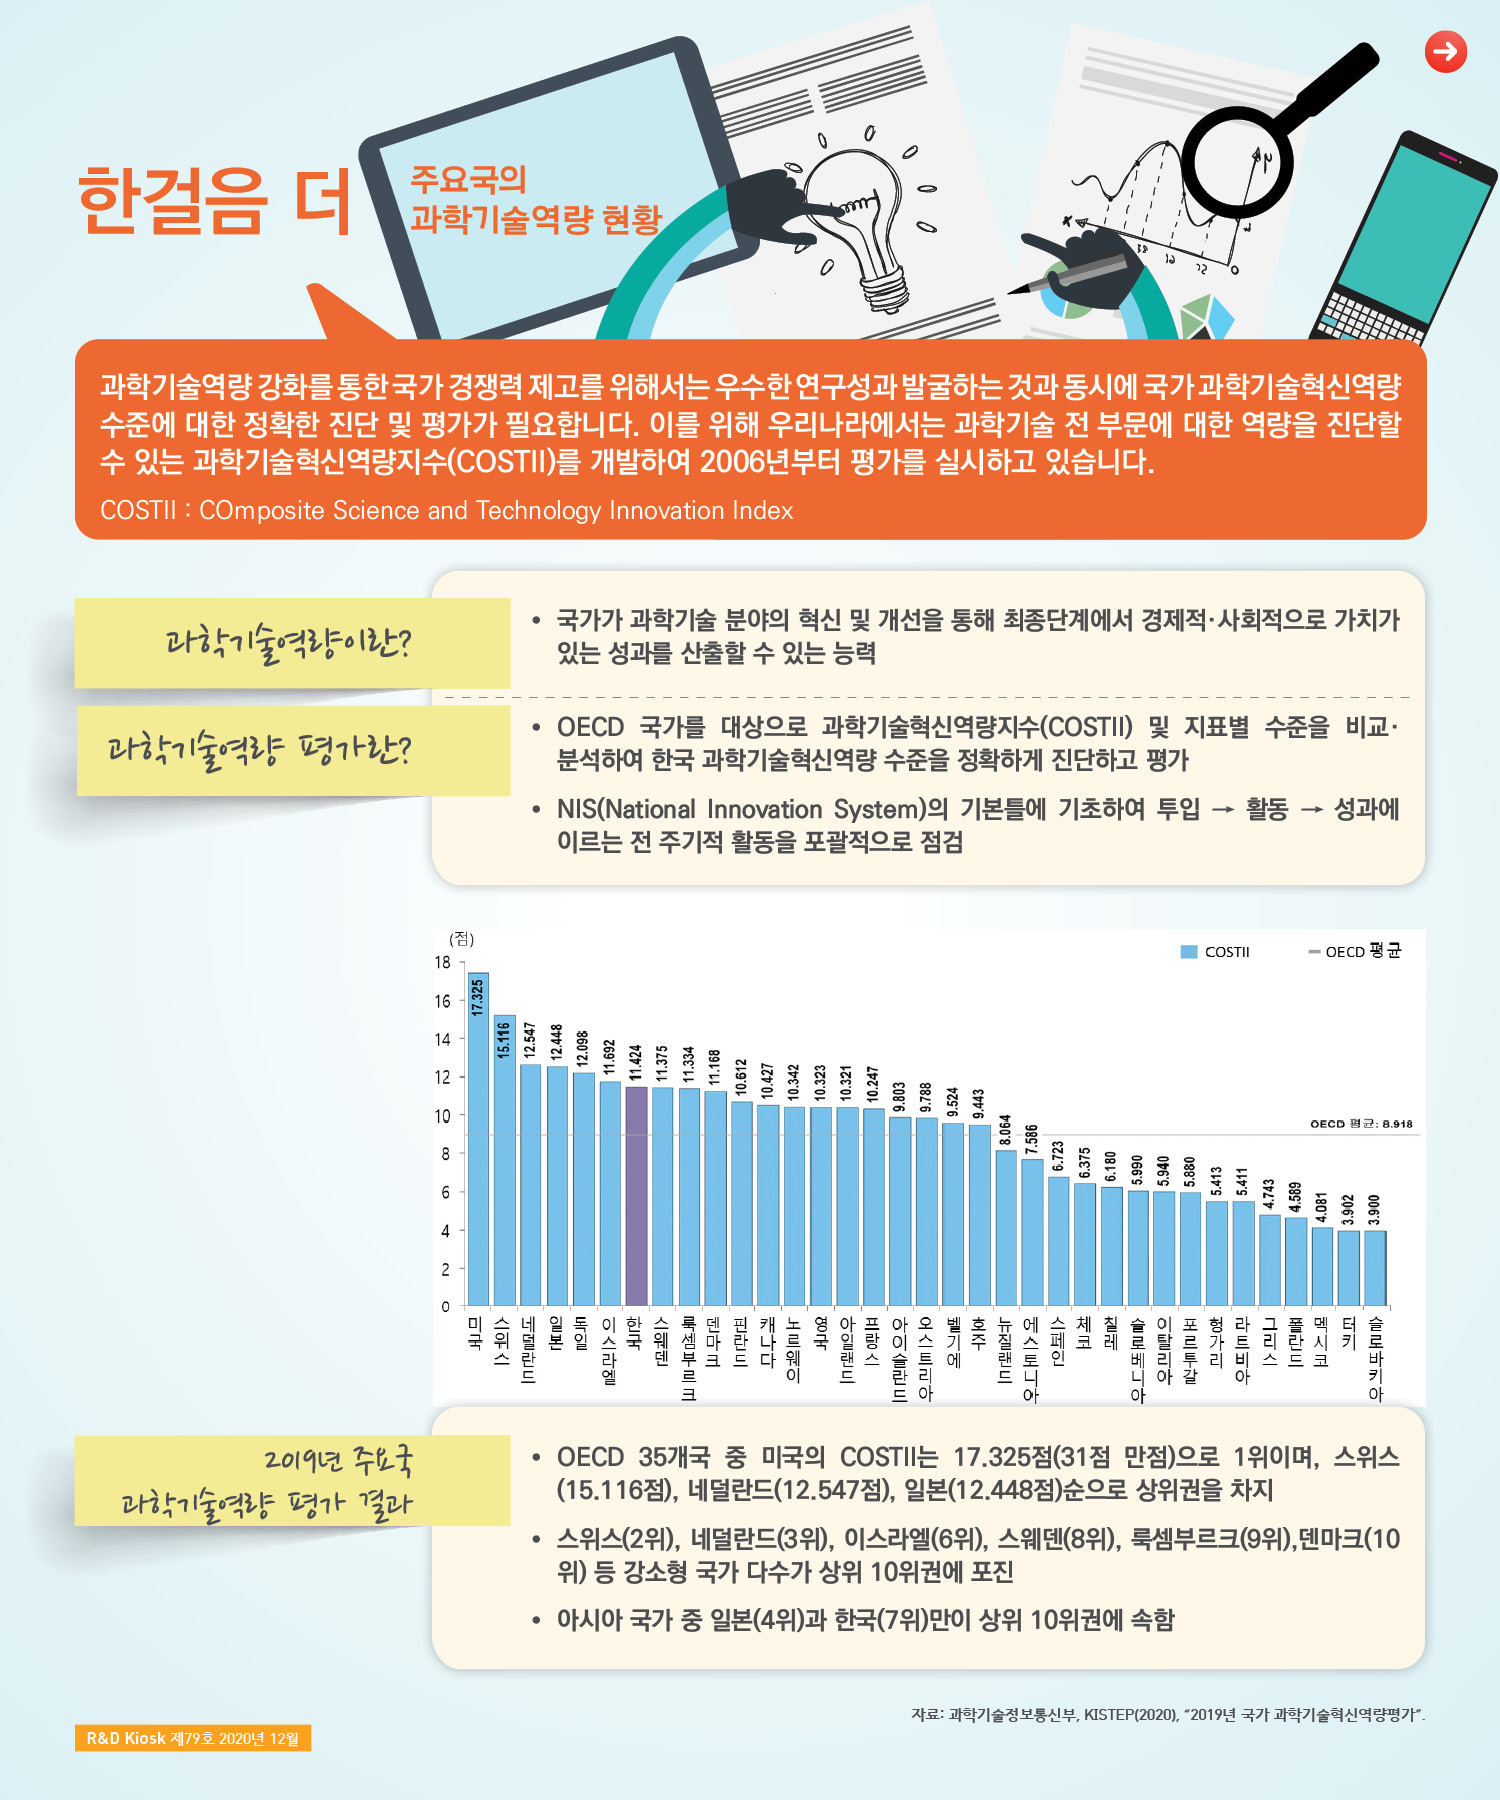 한걸음 더
주요국의
과학기술역량 현황
과학기술역량 강화를 통한 국가 경쟁력 제고를 위해서는 우수한 연구성과 발굴하는 것과 동시에 국가 과학기술혁신역량
수준에 대한 정확한 진단 및 평가가 필요합니다. 이를 위해 우리나라에서는 과학기술 전 부문에 대한 역량을 진단할
수 있는 과학기술혁신역량지수(COSTII)를 개발하여 2006년부터 평가를 실시하고 있습니다.
COSTII : COmposite Science and Technology Innovation Index
과학기술역량이란?
• 국가가 과학기술 분야의 혁신 및 개선을 통해 최종단계에서 경제적·사회적으로 가치가
있는 성과를 산출할 수 있는 능력
과학기술역량 평가란?
• OECD 국가를 대상으로 과학기술혁신역량지수(COSTII) 및 지표별 수준을 비교·
분석하여 한국 과학기술혁신역량 수준을 정확하게 진단하고 평가
• NIS(National Innovation System)의 기본틀에 기초하여 투입 → 활동 → 성과에
이르는 전 주기적 활동을 포괄적으로 점검
(점)
COSTII
OECD 평균
18
16
14
12
10
8
6
4
2
0
17.325
15.116
12.547
12.448
12.098
11.692
11.424
11.375
11.334
11.168
10.612
10.427
10.342
10.323
10.321
10.247
9.803
9.788
9.524
9.443
8.064
7.586
6.723
6.375
6.180
5.990
5.940
5.880
5.413
5.411
4.743
4.589
4.081
3.902
3.900
OECD 평균: 8.918
미국
스위스
네덜란드
일본
독일
이스라엘
한국
스웨덴
룩셈부르크
덴마크
핀란드
캐나다
노르웨이
영국
아일랜드
프랑스
아이슬란드
오스트리아
벨기에
호주
뉴질랜드
에스토니아
스페인
체코
칠레
슬로베니아
이탈리아
포르투갈
헝가리
라트비아
그리스
폴란드
멕시코
터키
슬로바키아
2019년 주요국
과학기술역량 평가 결과
• OECD 35개국 중 미국의 COSTII는 17.325점(31점 만점)으로 1위이며, 스위스
(15.116점), 네덜란드(12.547점), 일본(12.448점)순으로 상위권을 차지
• 스위스(2위), 네덜란드(3위), 이스라엘(6위), 스웨덴(8위), 룩셈부르크(9위),덴마크(10
위) 등 강소형 국가 다수가 상위 10위권에 포진
• 아시아 국가 중 일본(4위)과 한국(7위)만이 상위 10위권에 속함
자료: 과학기술정보통신부, KISTEP(2020), “2019년 국가 과학기술혁신역량평가”.
R&D Kiosk 제79호 2020년 12월